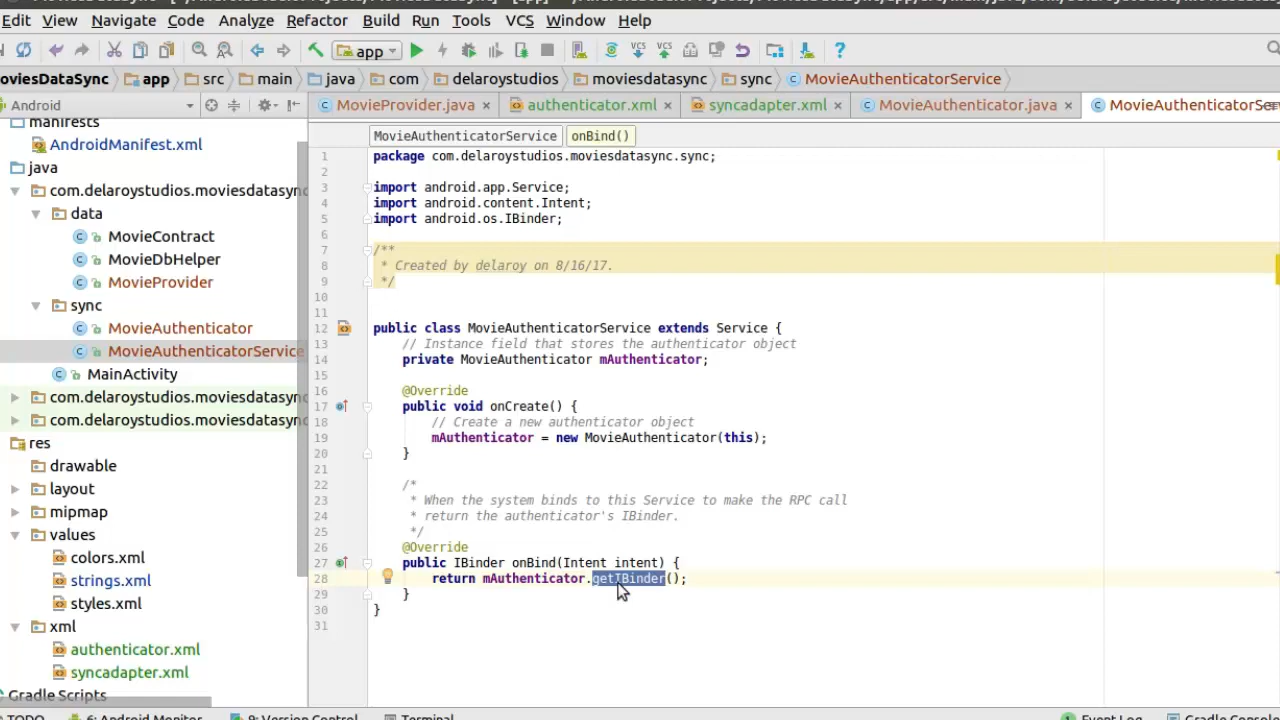 Edit View Navigate Code Analyze Refactor Build Run Tools VCS Window Help
app VCS VCS ?
oviesDataSync app src main java com delaroystudios moviesdatasync sync MovieAuthenticatorService
Android
MovieProvider.java authenticator.xml syncadapter.xml MovieAuthenticator.java MovieAuthenticatorSer
manifests
AndroidManifest.xml
java
com.delaroystudios.moviesdatasync
data
MovieContract
MovieDbHelper
MovieProvider
sync
MovieAuthenticator
MovieAuthenticatorService
MainActivity
com.delaroystudios.moviesdatasync
com.delaroystudios.moviesdatasync
res
drawable
layout
mipmap
values
colors.xml
strings.xml
styles.xml
xml
authenticator.xml
syncadapter.xml
Gradle Scripts
MovieAuthenticatorService onBind()
1 package com.delaroystudios.moviesdatasync.sync;
2
3 import android.app.Service;
4 import android.content.Intent;
5 import android.os.IBinder;
6
7 /**
8 * Created by delaroy on 8/16/17.
9 */
10
11
12 public class MovieAuthenticatorService extends Service {
13 // Instance field that stores the authenticator object
14 private MovieAuthenticator mAuthenticator;
15
16 @Override
17 public void onCreate() {
18 // Create a new authenticator object
19 mAuthenticator = new MovieAuthenticator(this);
20 }
21
22 /*
23 * When the system binds to this Service to make the RPC call
24 * return the authenticator's IBinder.
25 */
26 @Override
27 public IBinder onBind(Intent intent) {
28 return mAuthenticator.getIBinder();
29 }
30 }
31
TODO 6: Android Monitor 9: Version Control Terminal Event Log Gradle Console